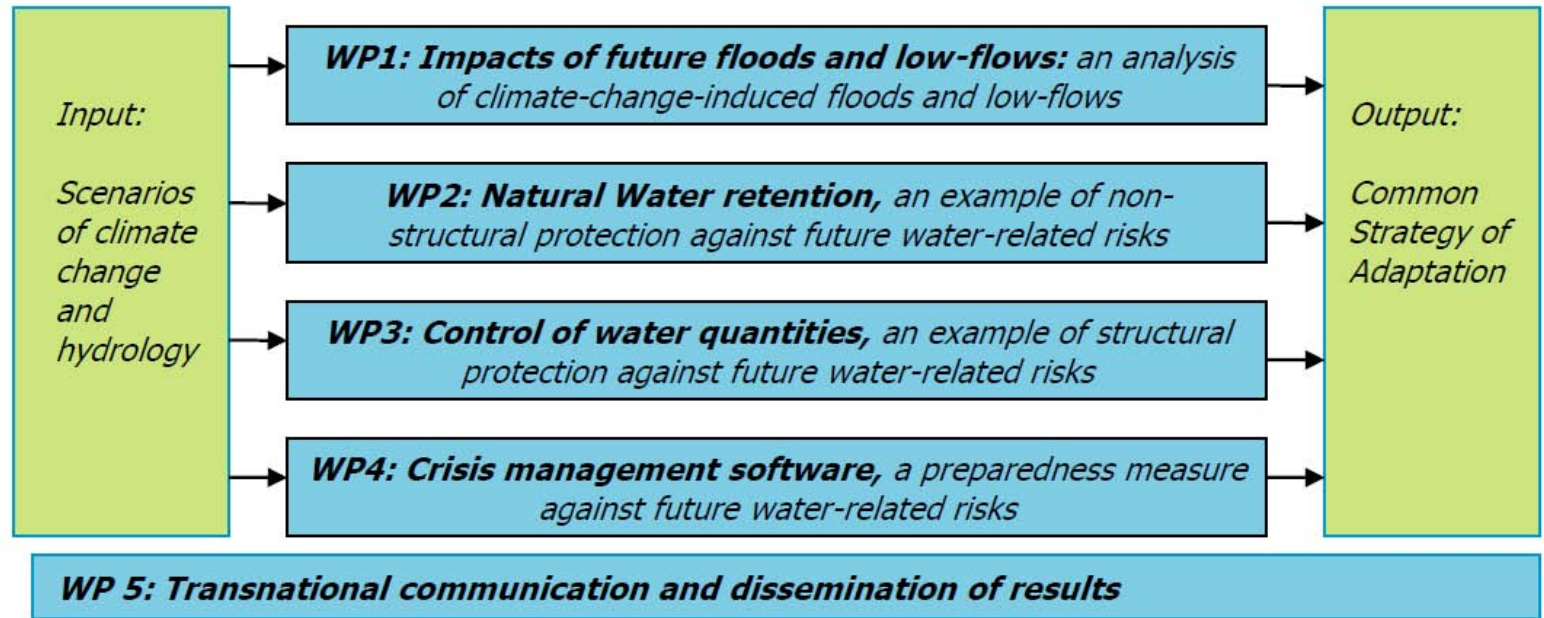 Input:
Scenarios
of climate
change
and
hydrology
WP1: Impacts of future floods and low-flows: an analysis
of climate-change-induced floods and low-flows
WP2: Natural Water retention, an example of non-
structural protection against future water-related risks
WP3: Control of water quantities, an example of structural
protection against future water-related risks
WP4: Crisis management software, a preparedness measure
against future water-related risks
Output:
Common
Strategy of
Adaptation
WP 5: Transnational communication and dissemination of results